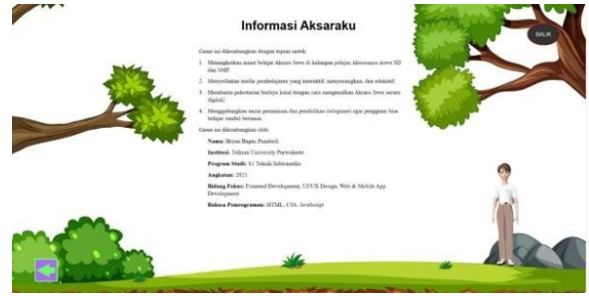 Informasi Aksaraku
BALIK
Game ini dikembangkan dengan tujuan untuk:
1. Meningkatkan minat belajar Aksara Jawa di kalangan pelajar, khususnya siswa SD
dan SMP.
2. Menyediakan media pembelajaran yang interaktif, menyenangkan, dan edukatif.
3. Membantu pelestarian budaya lokal dengan cara mengenalkan Aksara Jawa secara
digital.
4. Menggabungkan unsur permainan dan pendidikan (edugame) agar pengguna bisa
belajar sambil bermain.
Game ini dikembangkan oleh:
Nama: Bryan Bagus Pambudi
Institusi: Telkom University Purwokerto
Program Studi: S1 Teknik Informatika
Angkatan: 2021
Bidang Fokus: Frontend Development, UI/UX Design, Web & Mobile App
Development
Bahasa Pemrograman: HTML, CSS, JavaScript